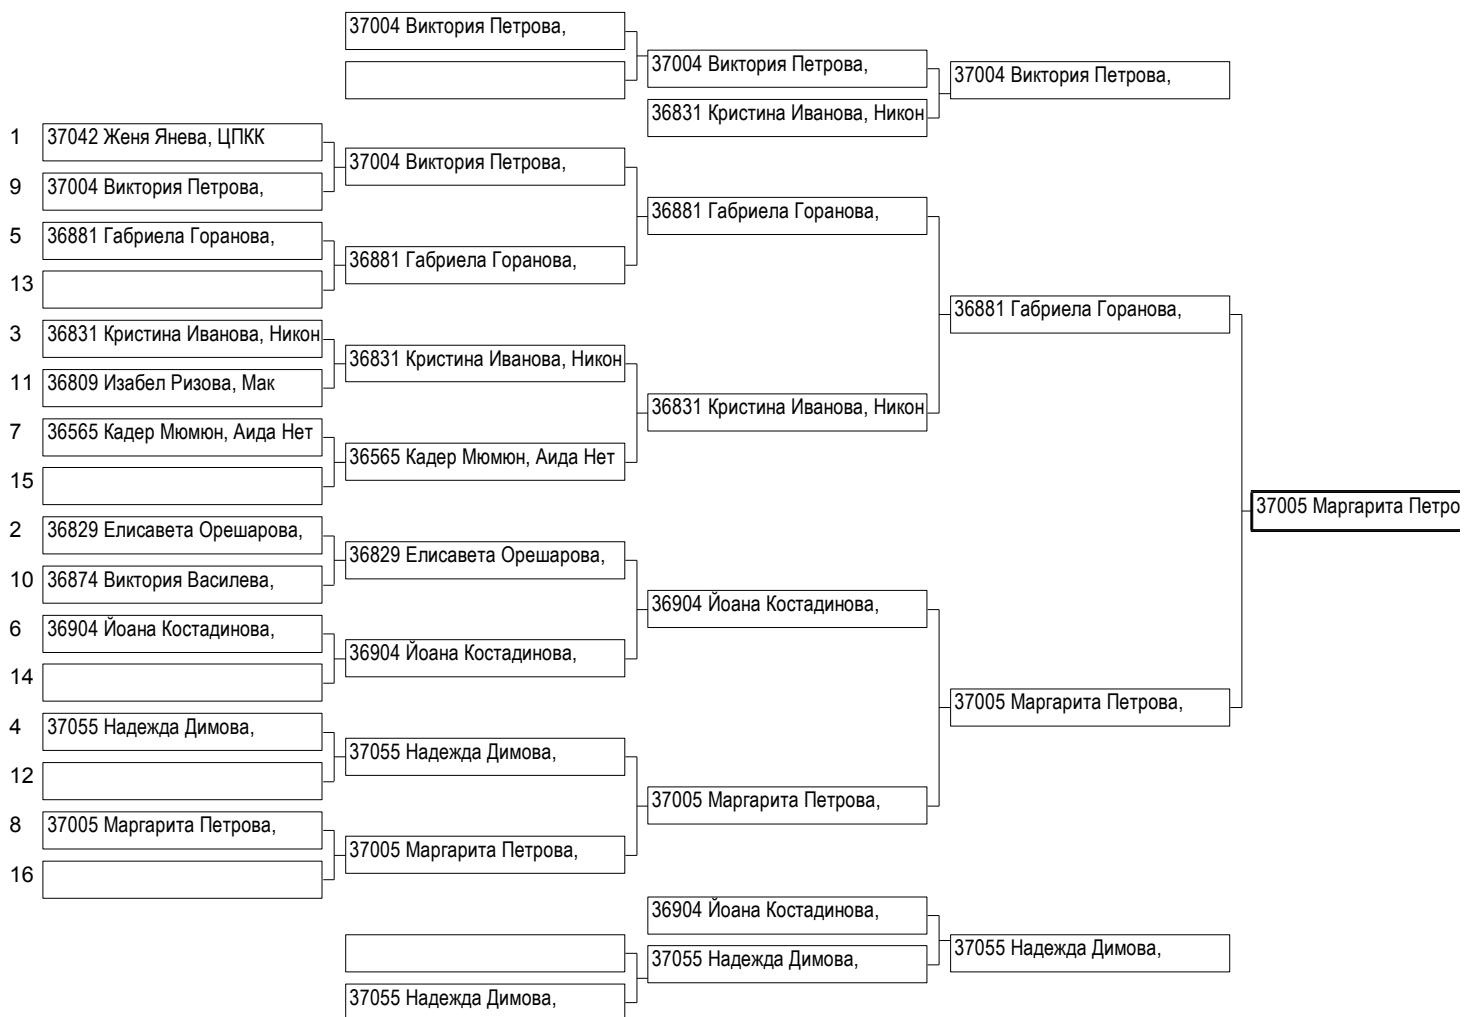 37004 Виктория Петрова,
37004 Виктория Петрова,
37004 Виктория Петрова,
36831 Кристина Иванова, Никон
1 37042 Женя Янева, ЦПКК
37004 Виктория Петрова,
9 37004 Виктория Петрова,
36881 Габриела Горанова,
5 36881 Габриела Горанова,
36881 Габриела Горанова,
13
36881 Габриела Горанова,
3 36831 Кристина Иванова, Никон
36831 Кристина Иванова, Никон
11 36809 Изабел Ризова, Мак
36831 Кристина Иванова, Никон
7 36565 Кадер Мюмюн, Аида Нет
36565 Кадер Мюмюн, Аида Нет
15
37005 Маргарита Петро
2 36829 Елисавета Орешарова,
36829 Елисавета Орешарова,
10 36874 Виктория Василева,
36904 Йоана Костадинова,
6 36904 Йоана Костадинова,
36904 Йоана Костадинова,
14
37005 Маргарита Петрова,
4 37055 Надежда Димова,
37055 Надежда Димова,
12
37005 Маргарита Петрова,
8 37005 Маргарита Петрова,
37005 Маргарита Петрова,
16
36904 Йоана Костадинова,
37055 Надежда Димова,
37055 Надежда Димова,
37055 Надежда Димова,